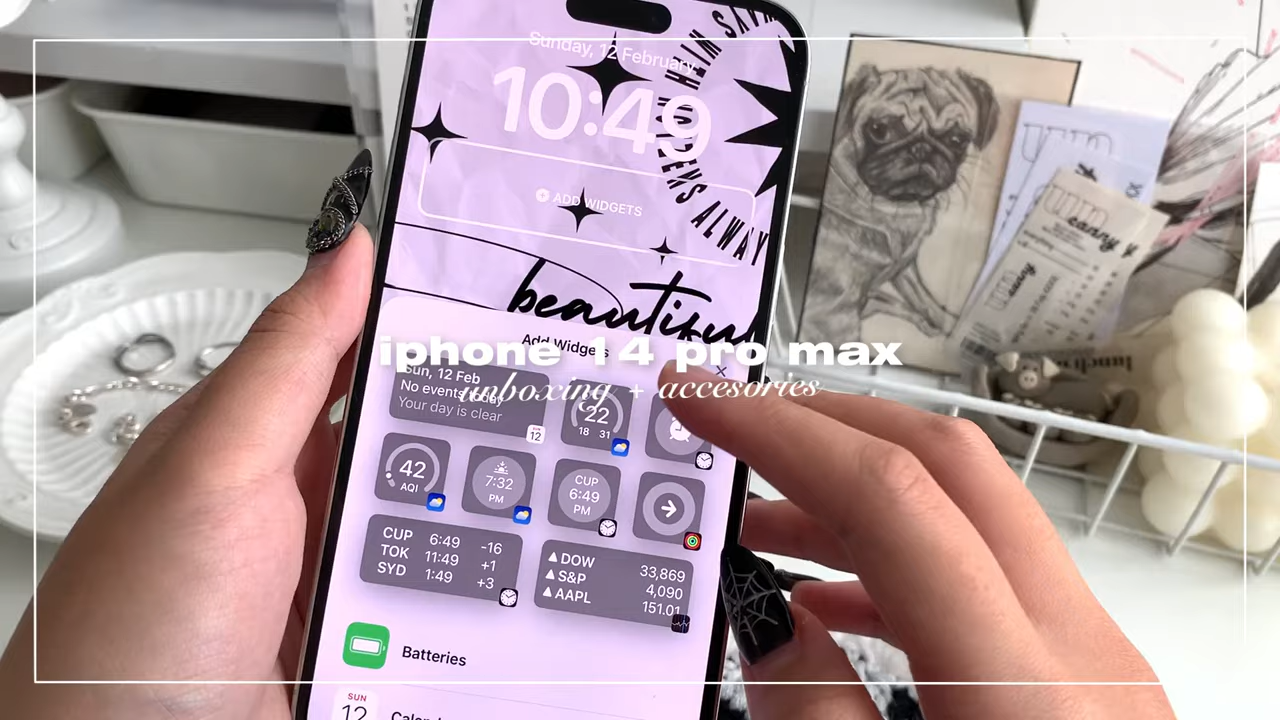 Sunday, 12 February
10:49
ADD WIDGETS
ALWAY
Add Widgets
iphone 14 pro max
unboxing + accesories
Sun, 12 Feb
No events today
Your day is clear
12
22
18 31
42
AQI
7:32
PM
CUP
6:49
PM
CUP 6:49 -16
TOK 11:49 +1
SYD 1:49 +3
DOW 33,869
S&P 4,090
AAPL 151.01
Batteries
SUN
12